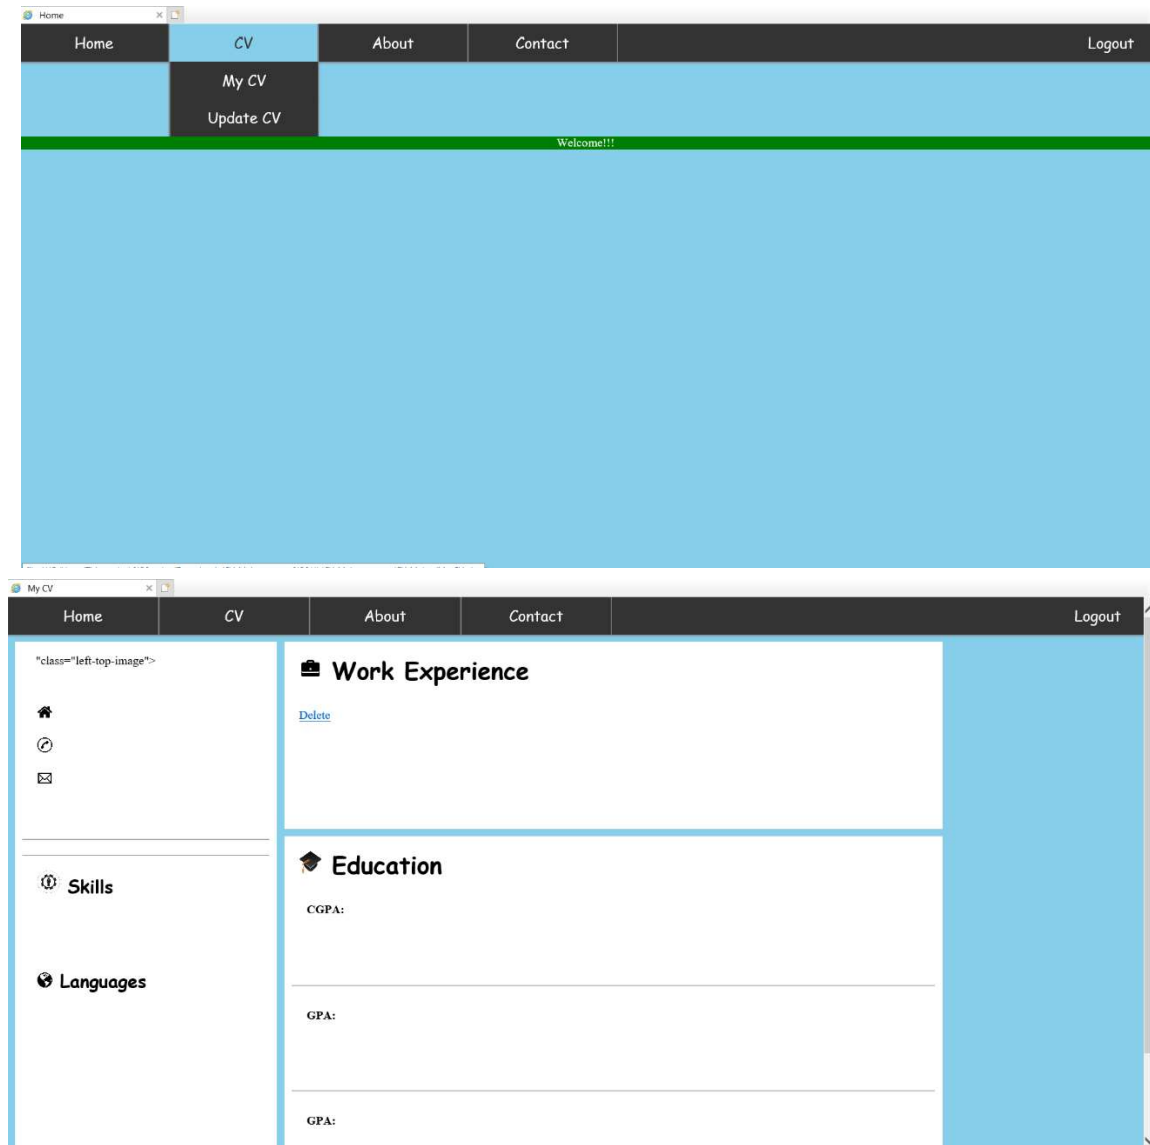 Home
Home CV About Contact Logout
My CV
Update CV
Welcome!!!
My CV
Home CV About Contact Logout
"class="left-top-image">
Work Experience
Delete
Skills
Languages
Education
CGPA:
GPA:
GPA: